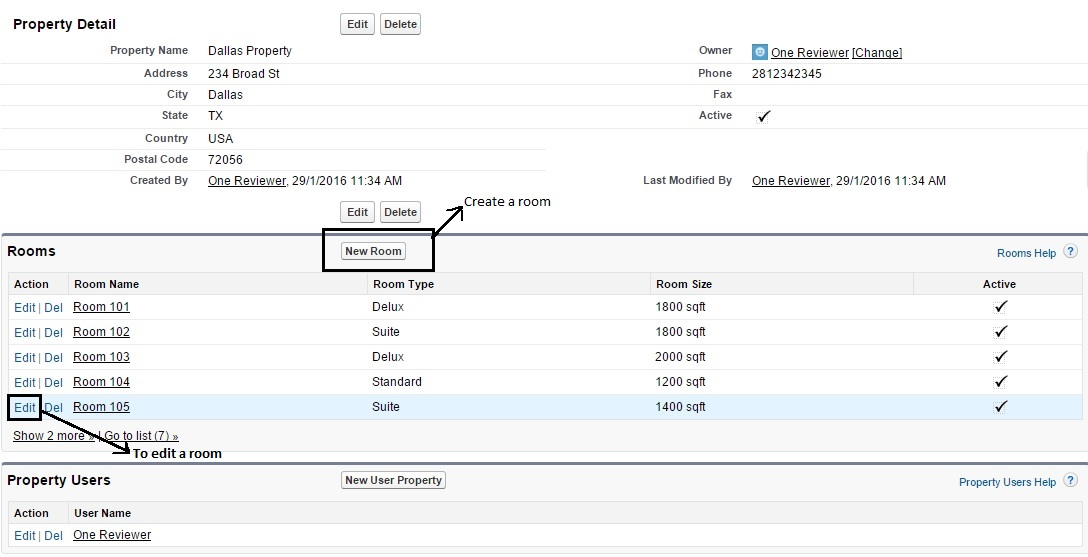 Property Detail Edit Delete
Property Name Dallas Property Owner One Reviewer [Change]
Address 234 Broad St Phone 2812342345
City Dallas Fax
State TX Active
Country USA
Postal Code 72056
Created By One Reviewer, 29/1/2016 11:34 AM Last Modified By One Reviewer, 29/1/2016 11:34 AM
Edit Delete Create a room
Rooms New Room Rooms Help ?
Action Room Name Room Type Room Size Active
Edit | Del Room 101 Delux 1800 sqft
Edit | Del Room 102 Suite 1800 sqft
Edit | Del Room 103 Delux 2000 sqft
Edit | Del Room 104 Standard 1200 sqft
Edit Del Room 105 Suite 1400 sqft
Show 2 more » | Go to list (7) »
To edit a room
Property Users New User Property Property Users Help ?
Action User Name
Edit | Del One Reviewer